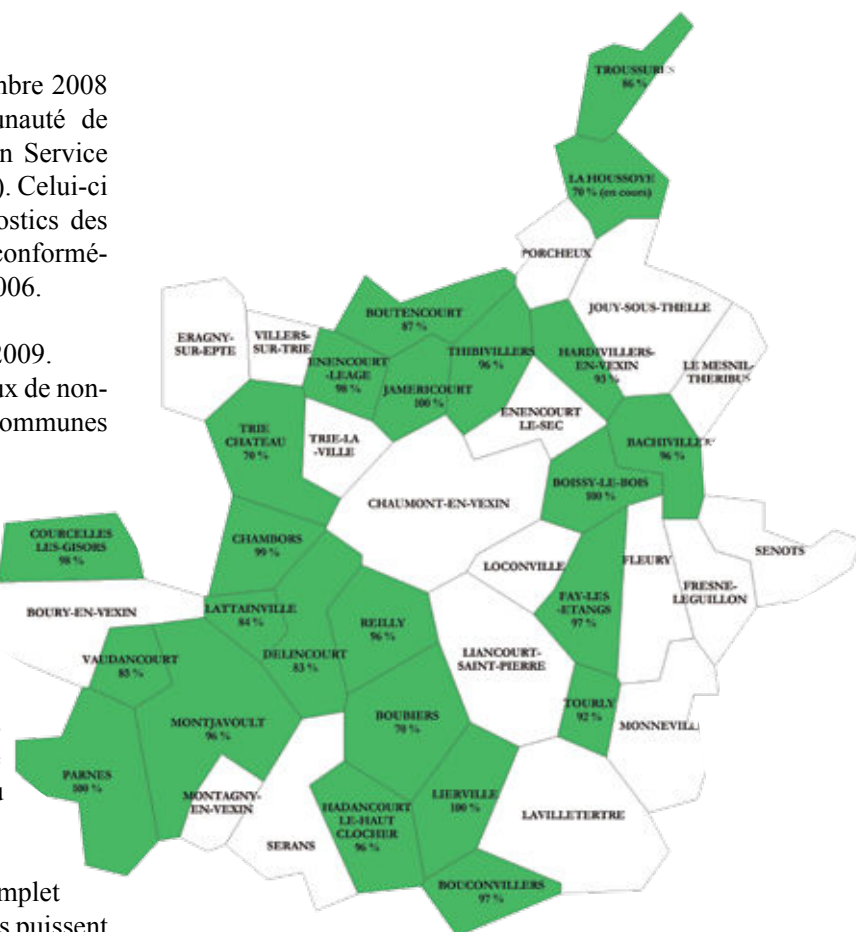 mbre 2008
unauté de
n Service
). Celui-ci
ostics des
conformé-
006.
2009.
ux de non-
communes
mplet
s puissent
TROUSSURES
86 %
LA HOUSSOYE
70 % (en cours)
PORCHEUX
JOUY-SOUS-THELLE
LE MESNIL-
THERIBUS
ERAGNY-
SUR-EPTE
VILLERS-
SUR-TRIE
BOUTENCOURT
87 %
ENENCOURT
-LEAGE
98 %
JAMERICOURT
100 %
THIBIVILLERS
96 %
HARDIVILLERS-
EN-VEXIN
93 %
ENENCOURT
LE-SEC
BACHIVILLE
96 %
TRIE
CHATEAU
70 %
TRIE-LA
-VILLE
CHAUMONT-EN-VEXIN
BOISSY-LE-BOIS
100 %
COURCELLES
LES-GISORS
98 %
CHAMBORS
99 %
LOCONVILLE
FLEURY
SENOTS
FRESNE-
LEGUILLON
BOURY-EN-VEXIN
LATTAINVILLE
84 %
REILLY
96 %
FAY-LES
-ETANGS
97 %
VAUDANCOURT
85 %
DELINCOURT
83 %
LIANCOURT-
SAINT-PIERRE
MONTJAVOULT
96 %
BOUBIERS
70 %
TOURLY
92 %
MONNEVILL
PARNES
100 %
MONTAGNY-
EN-VEXIN
SERANS
HADANCOURT
LE-HAUT
CLOCHER
96 %
LIERVILLE
100 %
LAVILLETERTRE
BOUCONVILLERS
97 %